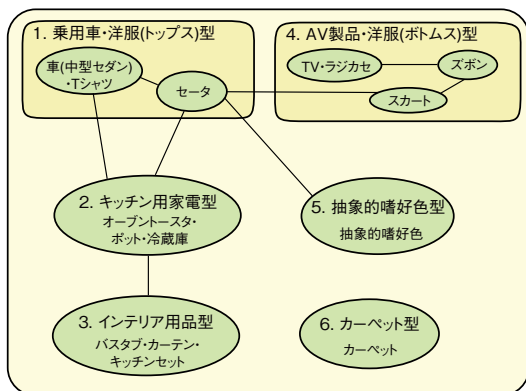 1. 乗用車・洋服(トップス)型
車(中型セダン)
・Tシャツ
セータ
4. AV製品・洋服(ボトムス)型
TV・ラジカセ
ズボン
スカート
2. キッチン用家電型
オーブントースタ・
ポット・冷蔵庫
5. 抽象的嗜好色型
抽象的嗜好色
3. インテリア用品型
バスタブ・カーテン・
キッチンセット
6. カーペット型
カーペット